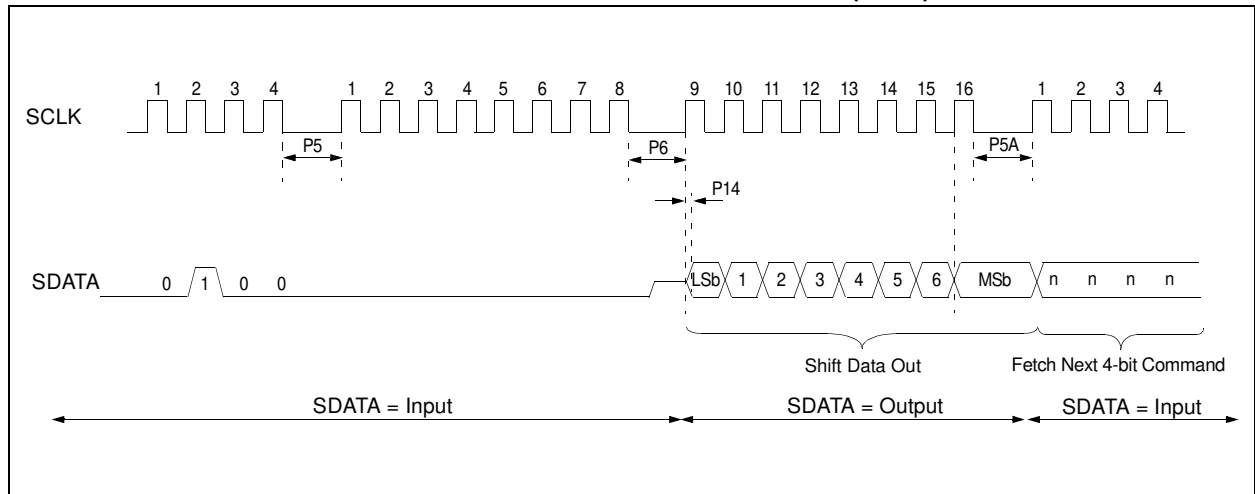 1 2 3 4 1 2 3 4 5 6 7 8 9 10 11 12 13 14 15 16 1 2 3 4
SCLK
P5 P6 P5A
P14
SDATA 0 1 0 0 LSb 1 2 3 4 5 6 MSb n n n n
Shift Data Out Fetch Next 4-bit Command
SDATA = Input SDATA = Output SDATA = Input